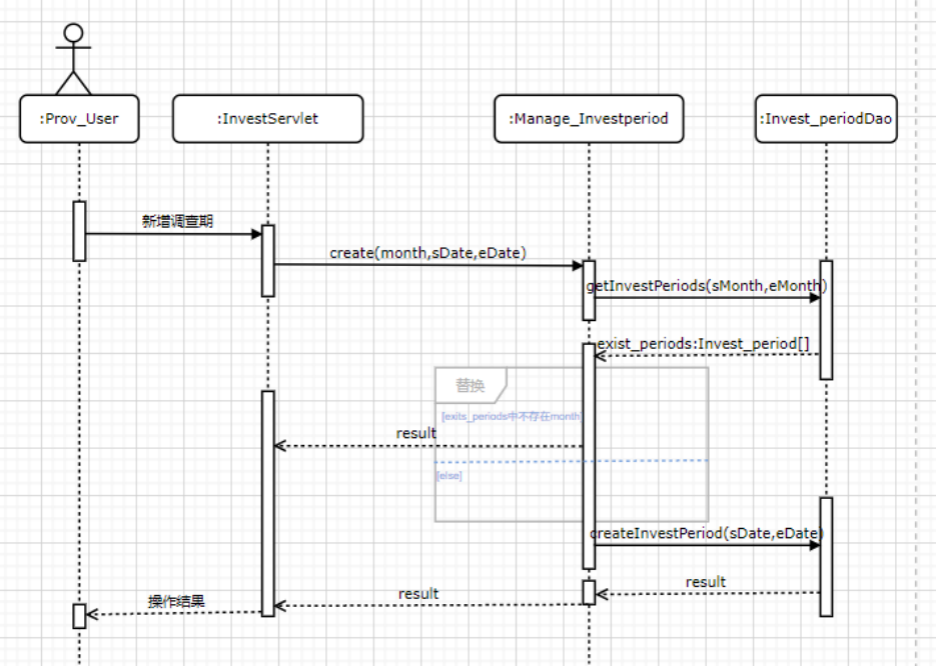 :Prov_User
:InvestServlet
:Manage_Investperiod
:Invest_periodDao
新增调查期
create(month,sDate,eDate)
getInvestPeriods(sMonth,eMonth)
exist_periods:Invest_period[]
替换
[exits_periods中不存在month]
result
[else]
createInvestPeriod(sDate,eDate)
result
result
操作结果